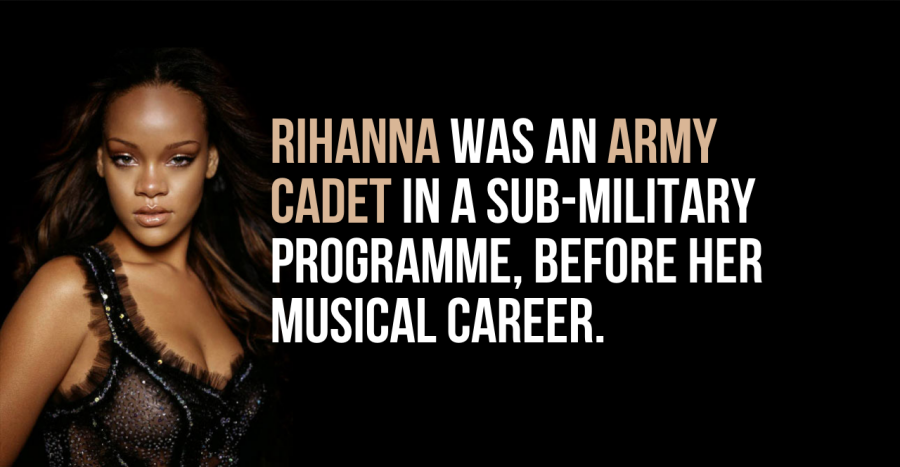 RIHANNA WAS AN ARMY
CADET IN A SUB-MILITARY
PROGRAMME, BEFORE HER
MUSICAL CAREER.